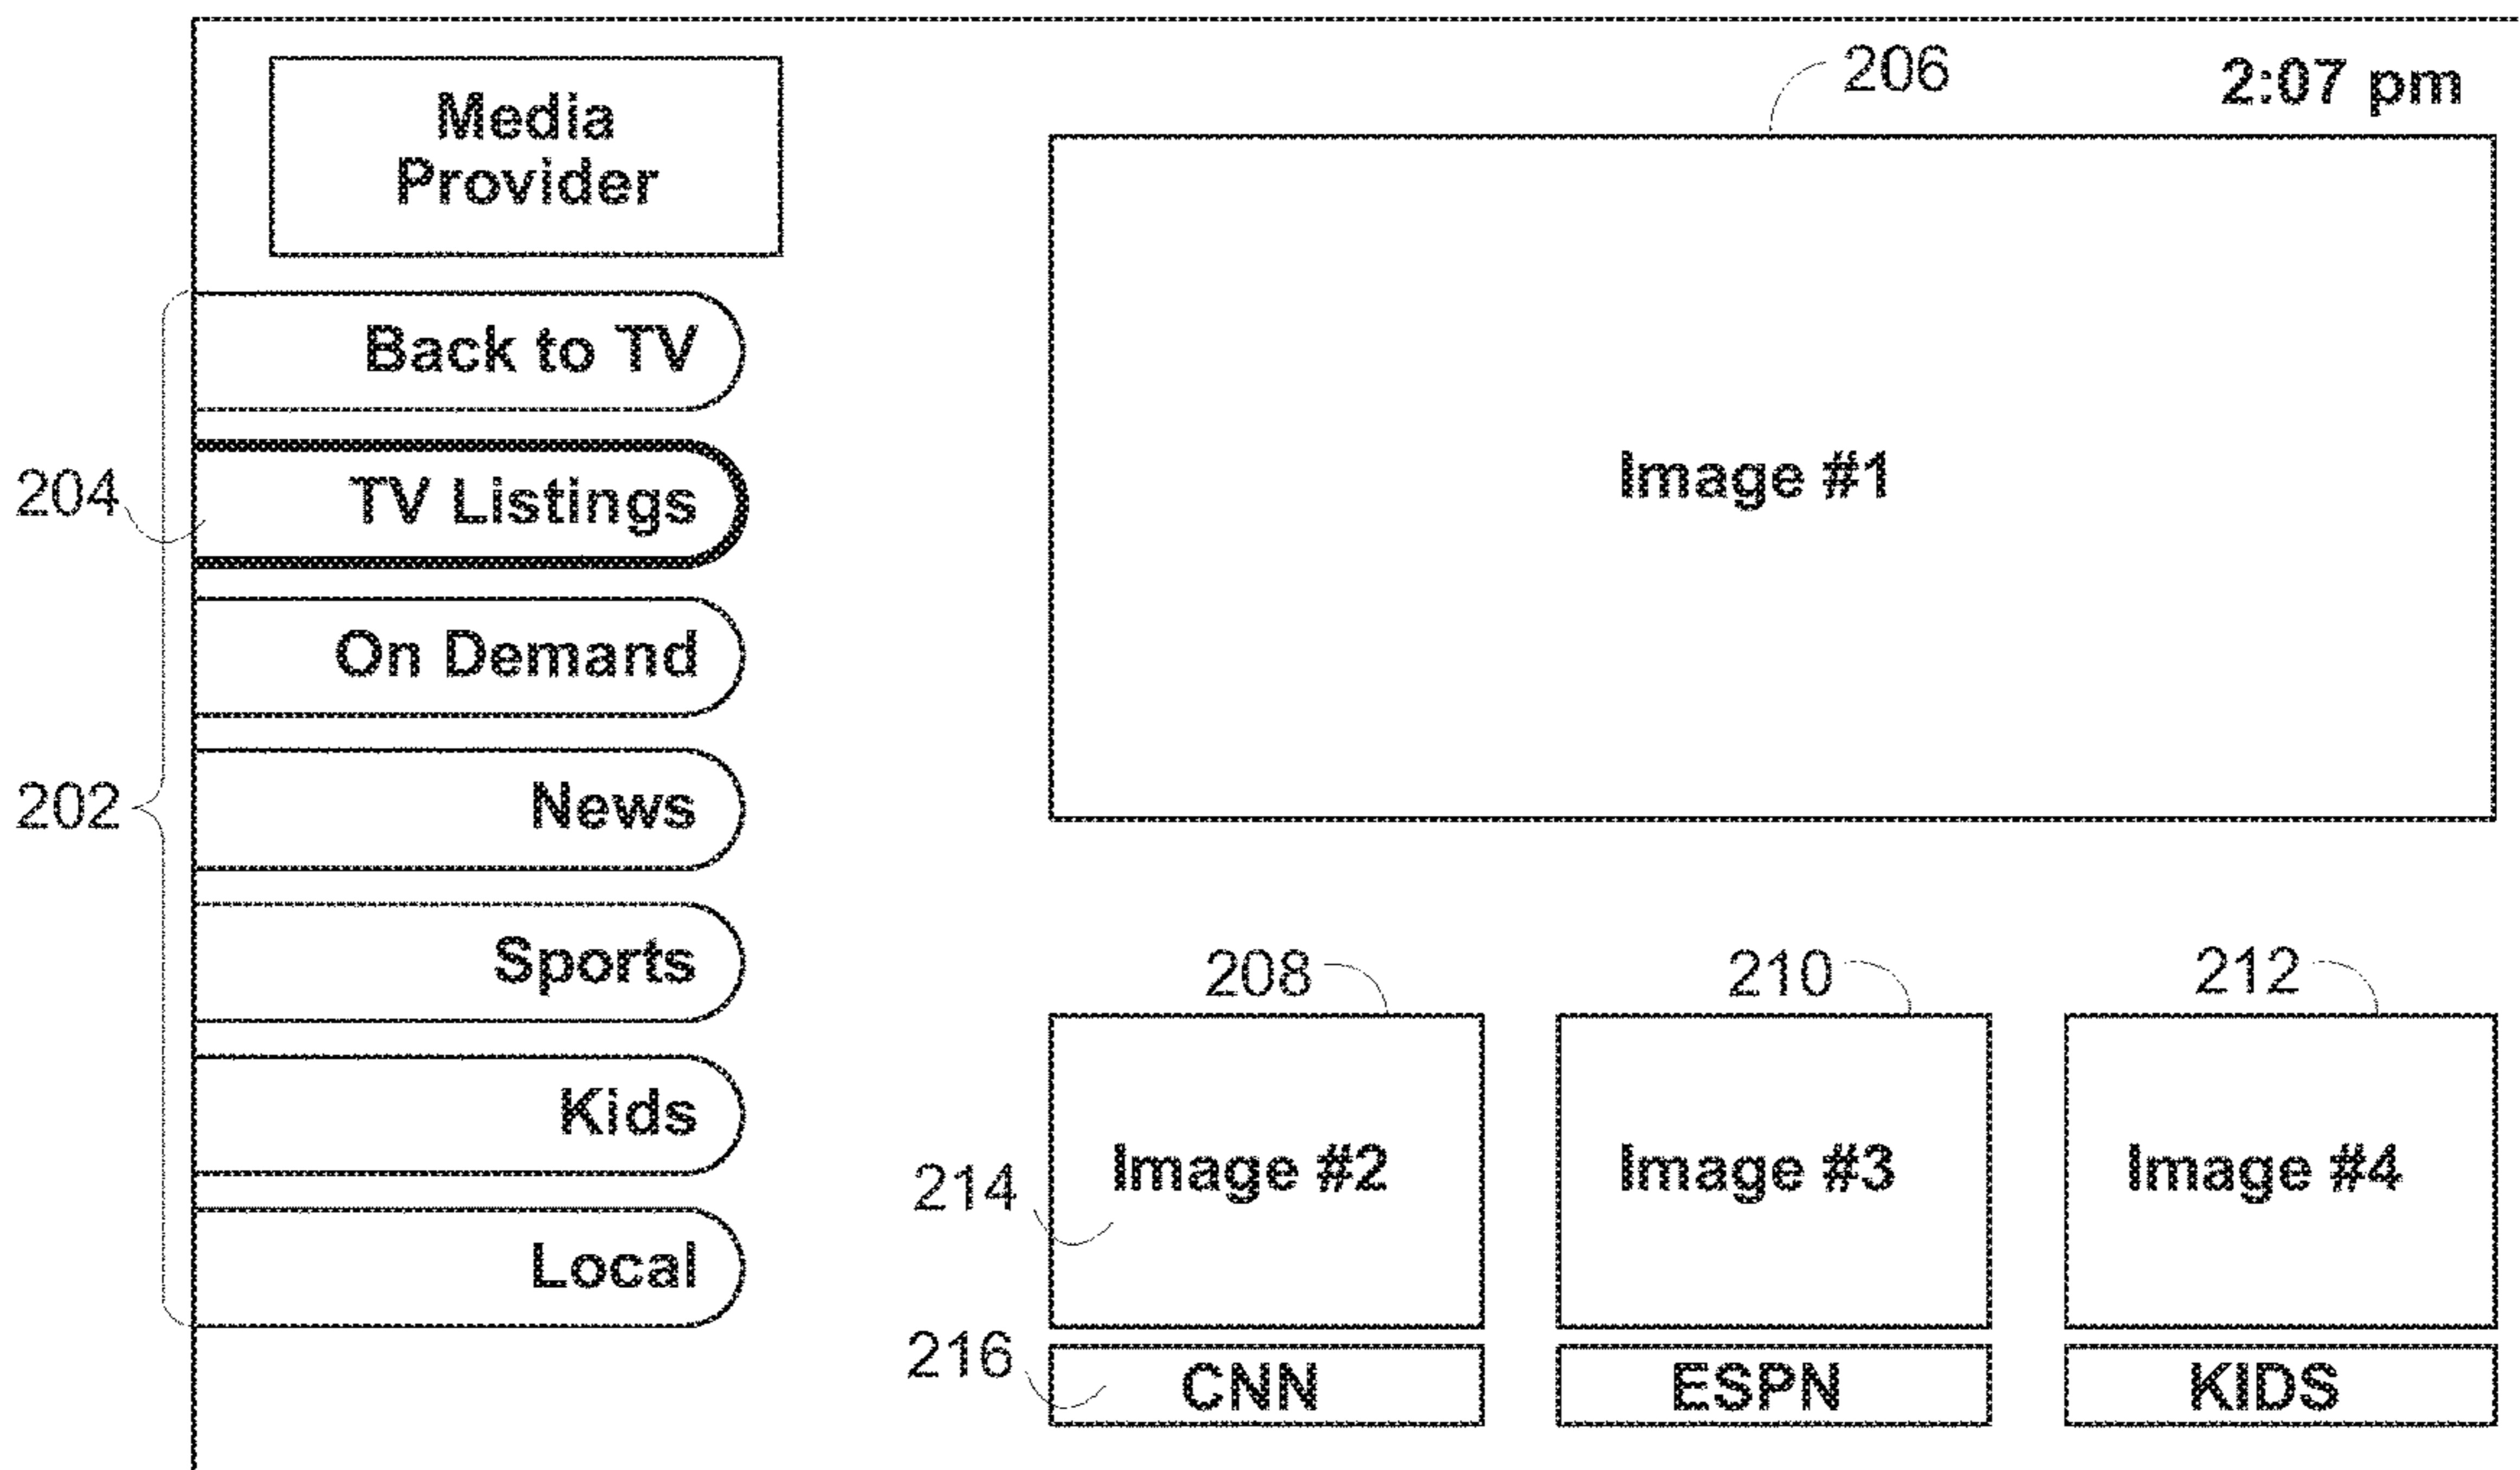 206
2:07 pm
Media
Provider
Back to TV
204
TV Listings
Image #1
On Demand
202
News
Sports
208
210
212
Kids
214
Image #2
Image #3
Image #4
Local
216
CNN
ESPN
KIDS